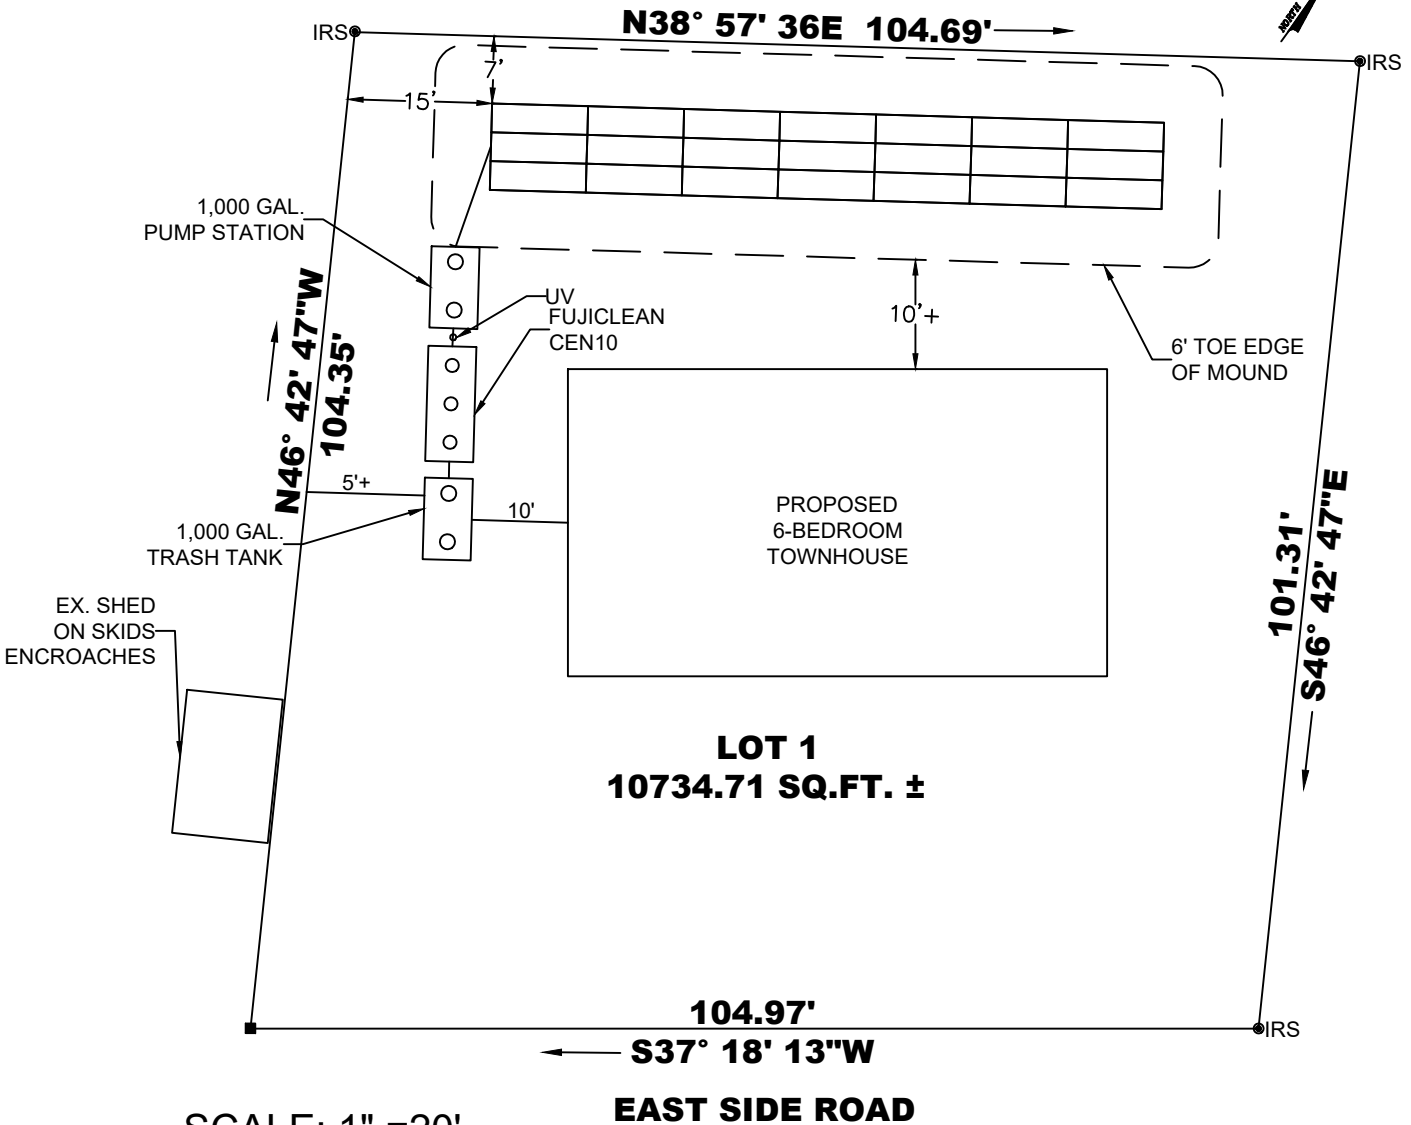 N38° 57' 36E 104.69'
NORTH
IRS
IRS
7'
15'
1,000 GAL.
PUMP STATION
UV
FUJICLEAN
CEN10
10'+
6' TOE EDGE
OF MOUND
N46° 42' 47"W
104.35'
5'+
10'
1,000 GAL.
TRASH TANK
PROPOSED
6-BEDROOM
TOWNHOUSE
101.31'
S46° 42' 47"E
EX. SHED
ON SKIDS
ENCROACHES
LOT 1
10734.71 SQ.FT. ±
104.97'
IRS
S37° 18' 13"W
EAST SIDE ROAD
SCALE: 1" =20'